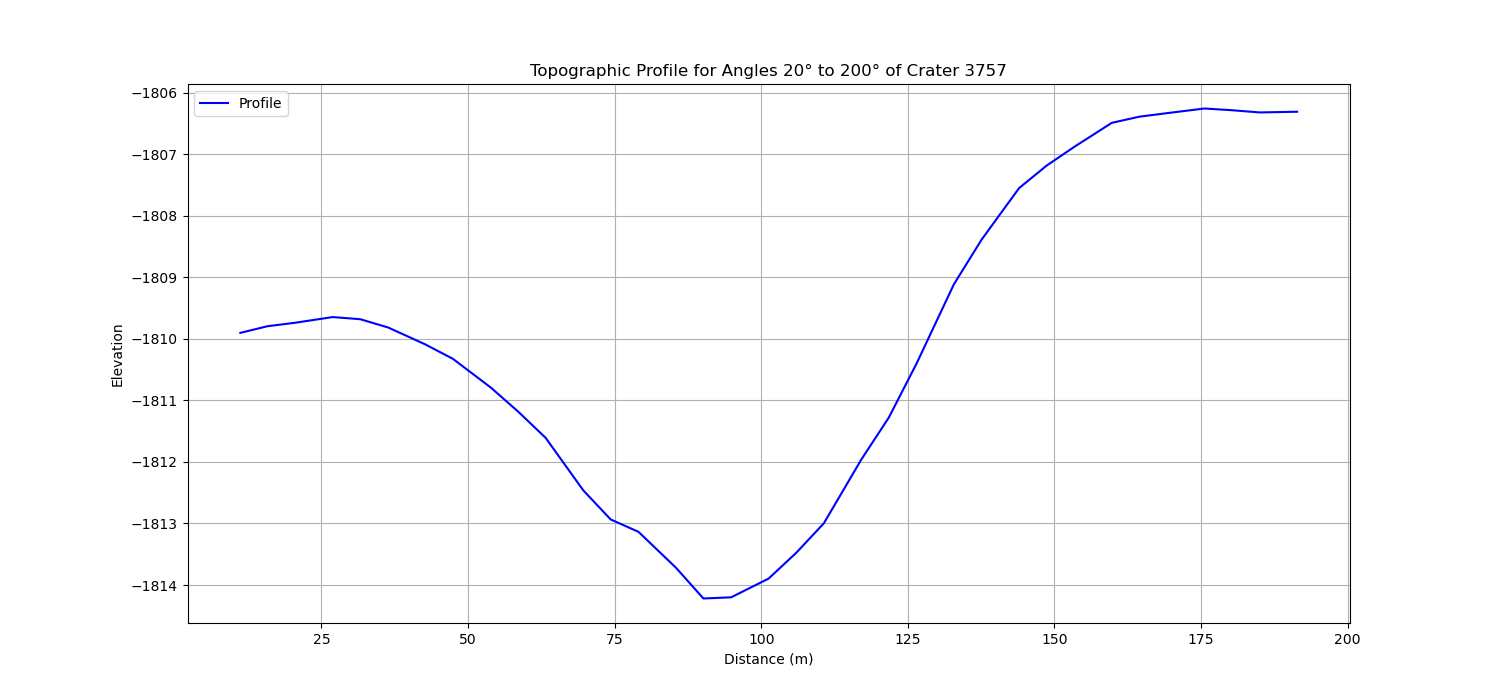 Topographic Profile for Angles 20° to 200° of Crater 3757
Profile
−1806
−1807
−1808
−1809
−1810
−1811
−1812
−1813
−1814
Elevation
25 50 75 100 125 150 175 200
Distance (m)